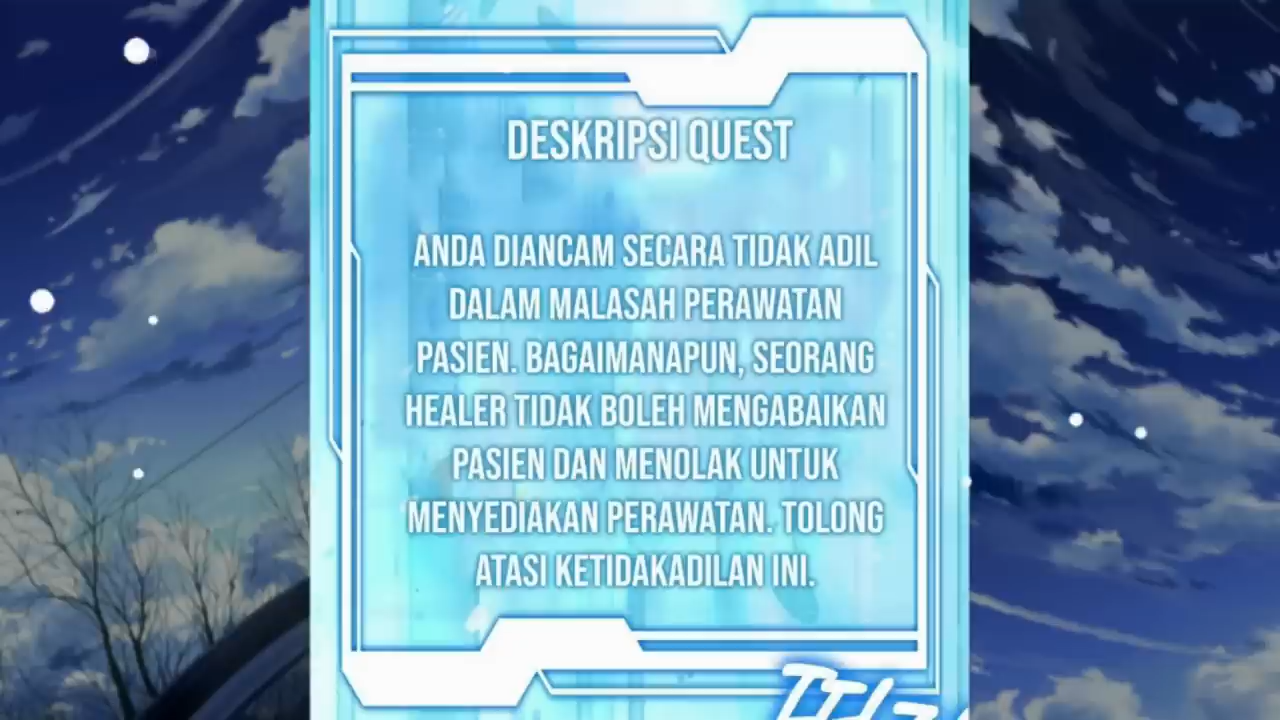 DESKRIPSI QUEST
ANDA DIANCAM SECARA TIDAK ADIL
DALAM MALASAH PERAWATAN
PASIEN. BAGAIMANAPUN, SEORANG
HEALER TIDAK BOLEH MENGABAIKAN
PASIEN DAN MENOLAK UNTUK
MENYEDIAKAN PERAWATAN. TOLONG
ATASI KETIDAKADILAN INI.